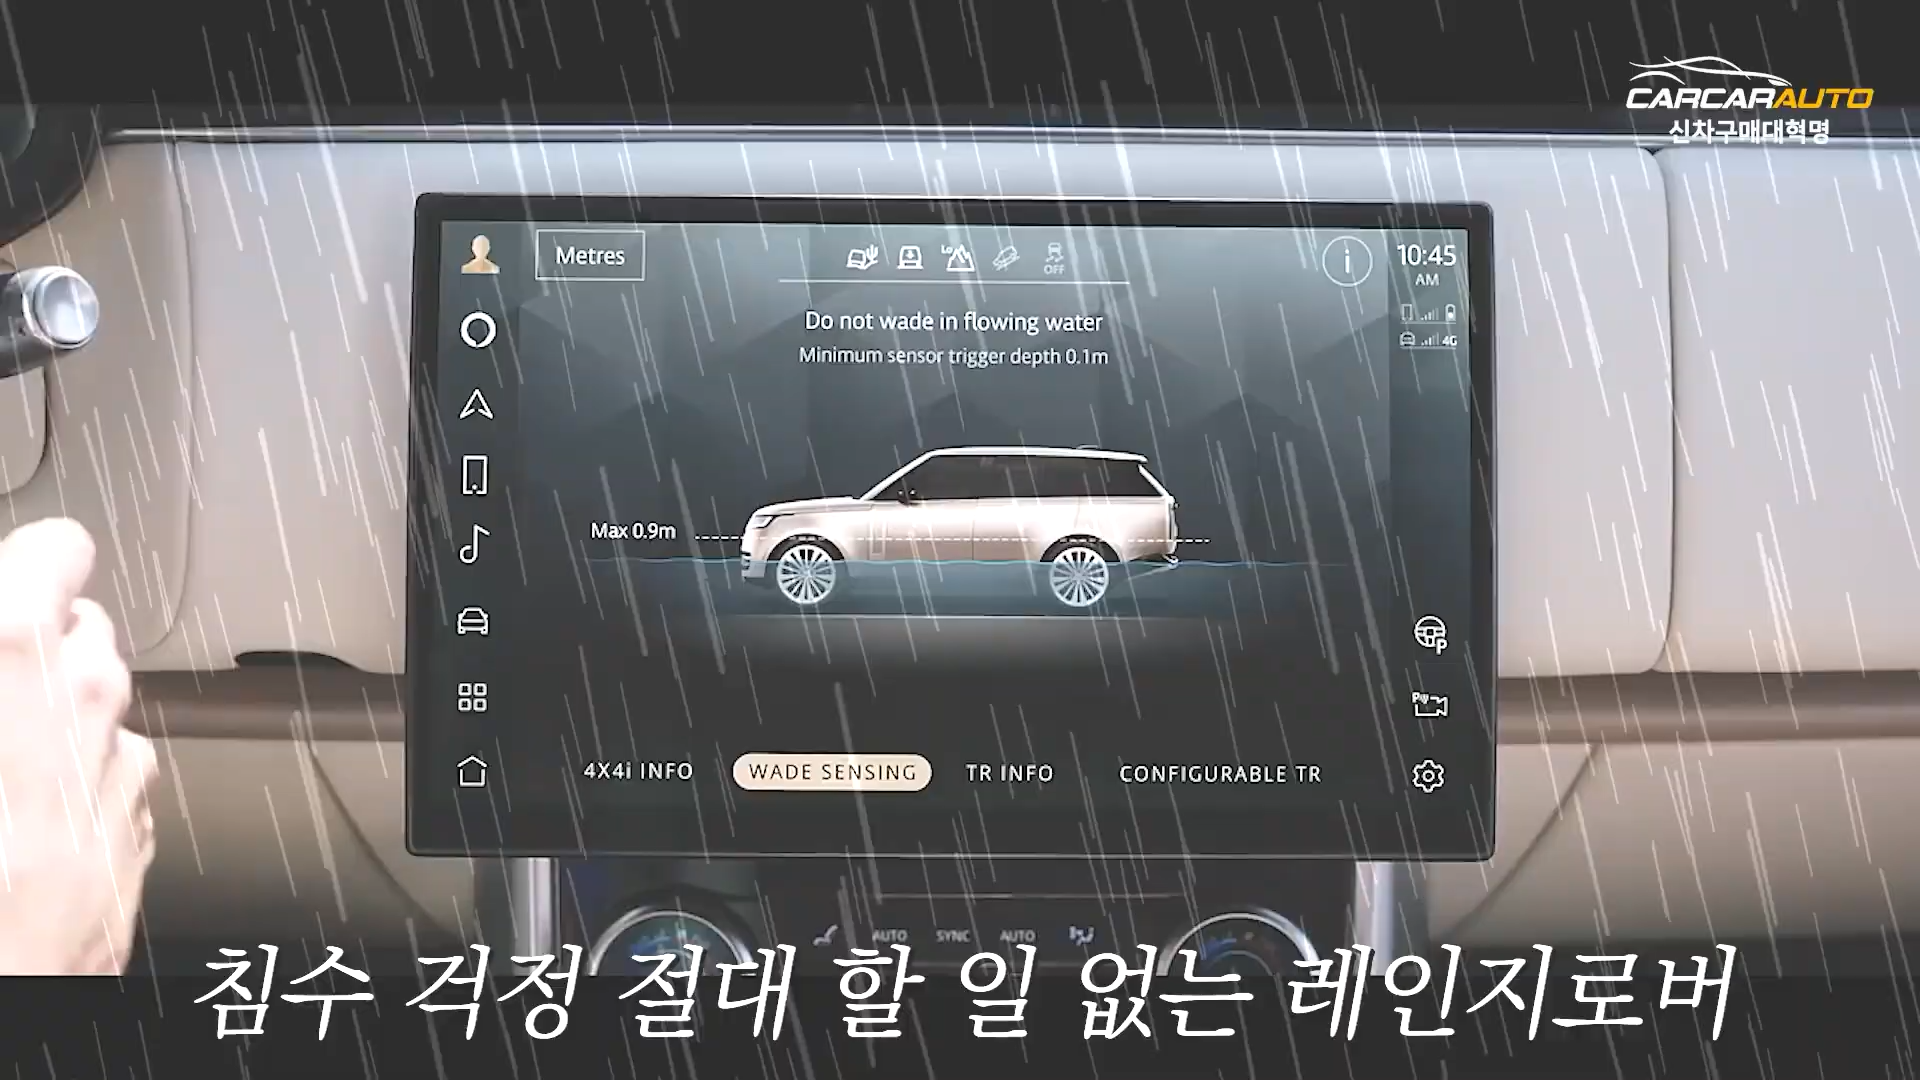 CARCARAUTO
신차구매대혁명
Metres
OFF
10:45
AM
4G
Do not wade in flowing water
Minimum sensor trigger depth 0.1m
Max 0.9m
P
4X4i INFO
WADE SENSING
TR INFO
CONFIGURABLE TR
AUTO SYNC AUTO
침수 걱정 절대 할 일 없는 레인지로버